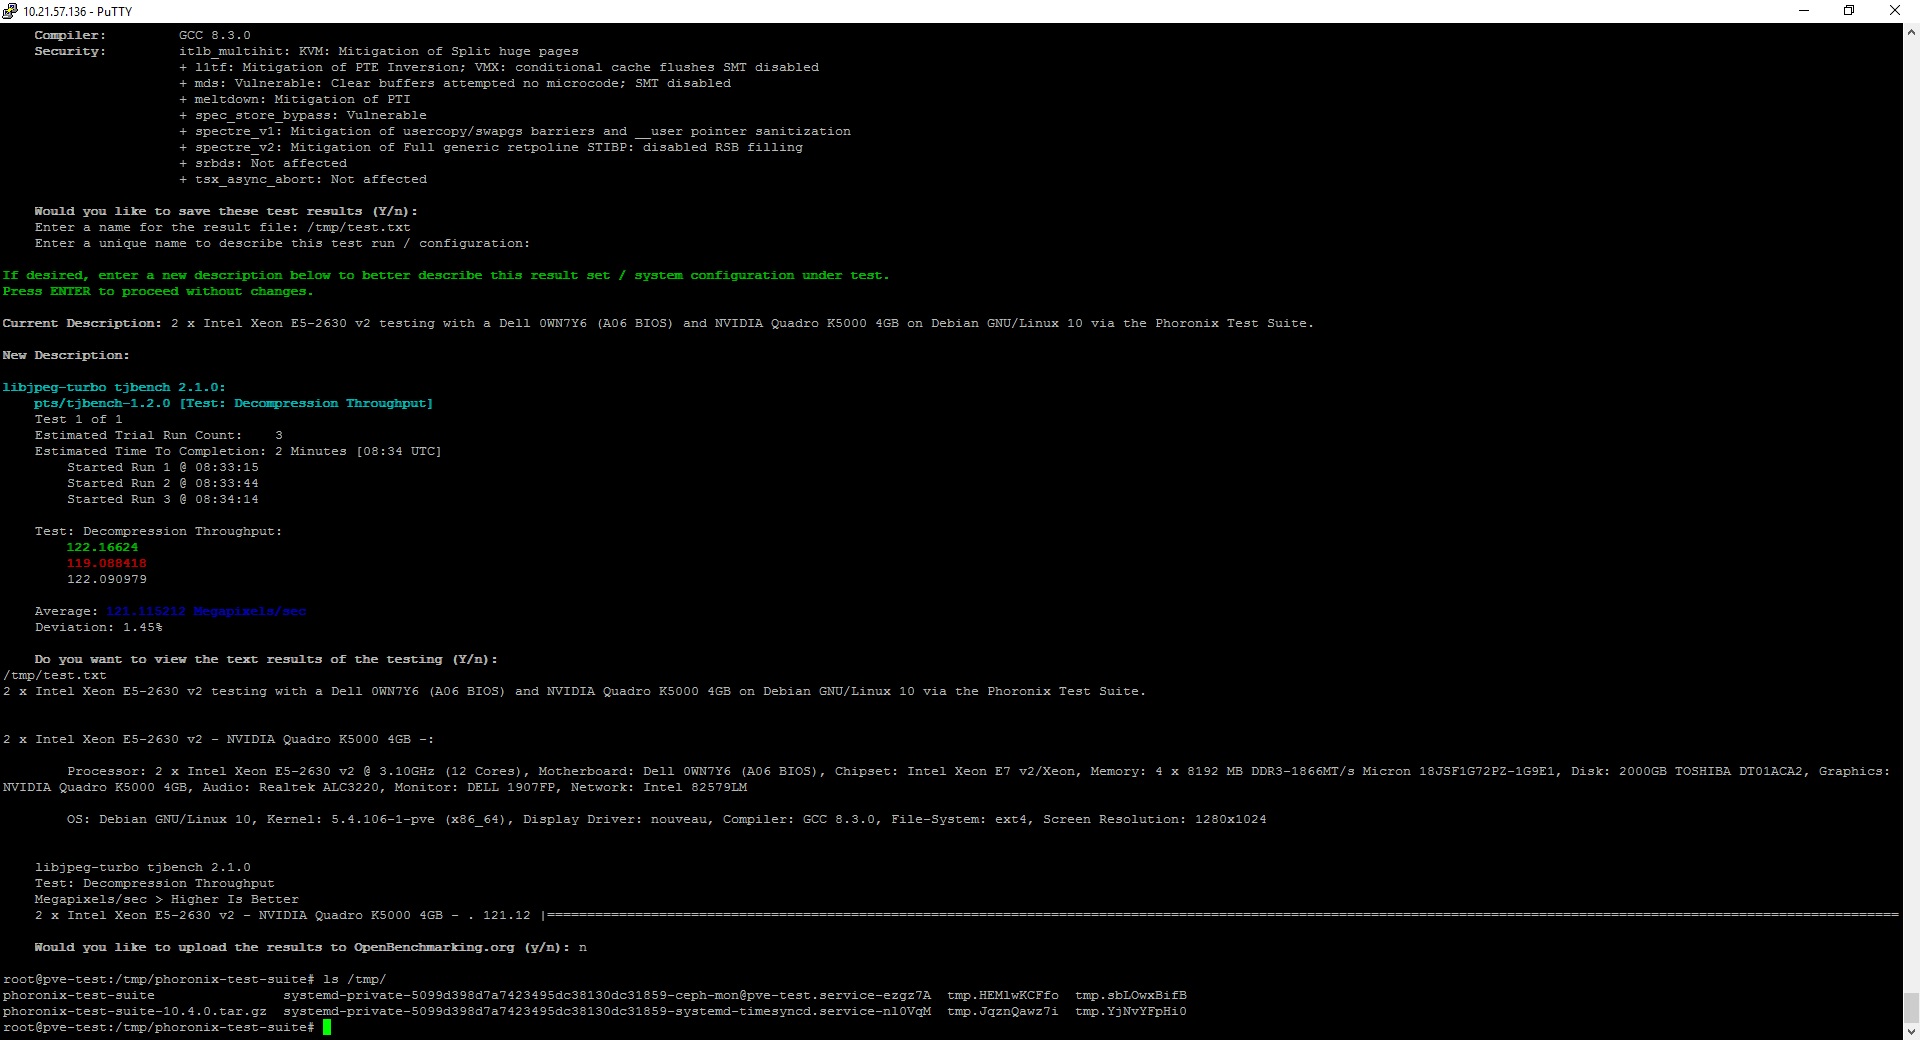 10.21.57.136 - PuTTY
Compiler: GCC 8.3.0
Security: itlb_multihit: KVM: Mitigation of Split huge pages
+ l1tf: Mitigation of PTE Inversion; VMX: conditional cache flushes SMT disabled
+ mds: Vulnerable: Clear buffers attempted no microcode; SMT disabled
+ meltdown: Mitigation of PTI
+ spec_store_bypass: Vulnerable
+ spectre_v1: Mitigation of usercopy/swapgs barriers and __user pointer sanitization
+ spectre_v2: Mitigation of Full generic retpoline STIBP: disabled RSB filling
+ srbds: Not affected
+ tsx_async_abort: Not affected
Would you like to save these test results (Y/n):
Enter a name for the result file: /tmp/test.txt
Enter a unique name to describe this test run / configuration:
If desired, enter a new description below to better describe this result set / system configuration under test.
Press ENTER to proceed without changes.
Current Description: 2 x Intel Xeon E5-2630 v2 testing with a Dell 0WN7Y6 (A06 BIOS) and NVIDIA Quadro K5000 4GB on Debian GNU/Linux 10 via the Phoronix Test Suite.
New Description:
libjpeg-turbo tjbench 2.1.0:
pts/tjbench-1.2.0 [Test: Decompression Throughput]
Test 1 of 1
Estimated Trial Run Count: 3
Estimated Time To Completion: 2 Minutes [08:34 UTC]
Started Run 1 @ 08:33:15
Started Run 2 @ 08:33:44
Started Run 3 @ 08:34:14
Test: Decompression Throughput:
122.16624
119.088418
122.090979
Average: 121.115212 Megapixels/sec
Deviation: 1.45%
Do you want to view the text results of the testing (Y/n):
/tmp/test.txt
2 x Intel Xeon E5-2630 v2 testing with a Dell 0WN7Y6 (A06 BIOS) and NVIDIA Quadro K5000 4GB on Debian GNU/Linux 10 via the Phoronix Test Suite.
2 x Intel Xeon E5-2630 v2 - NVIDIA Quadro K5000 4GB -:
Processor: 2 x Intel Xeon E5-2630 v2 @ 3.10GHz (12 Cores), Motherboard: Dell 0WN7Y6 (A06 BIOS), Chipset: Intel Xeon E7 v2/Xeon, Memory: 4 x 8192 MB DDR3-1866MT/s Micron 18JSF1G72PZ-1G9E1, Disk: 2000GB TOSHIBA DT01ACA2, Graphics:
NVIDIA Quadro K5000 4GB, Audio: Realtek ALC3220, Monitor: DELL 1907FP, Network: Intel 82579LM
OS: Debian GNU/Linux 10, Kernel: 5.4.106-1-pve (x86_64), Display Driver: nouveau, Compiler: GCC 8.3.0, File-System: ext4, Screen Resolution: 1280x1024
libjpeg-turbo tjbench 2.1.0
Test: Decompression Throughput
Megapixels/sec > Higher Is Better
2 x Intel Xeon E5-2630 v2 - NVIDIA Quadro K5000 4GB - . 121.12 |=========================================================================================================================================================================
Would you like to upload the results to OpenBenchmarking.org (y/n): n
root@pve-test:/tmp/phoronix-test-suite# ls /tmp/
phoronix-test-suite systemd-private-5099d398d7a7423495dc38130dc31859-ceph-mon@pve-test.service-ezgz7A tmp.HEMlwKCFfo tmp.sbLOwxBifB
phoronix-test-suite-10.4.0.tar.gz systemd-private-5099d398d7a7423495dc38130dc31859-systemd-timesyncd.service-nl0VqM tmp.JqznQawz7i tmp.YjNvYFpHi0
root@pve-test:/tmp/phoronix-test-suite#